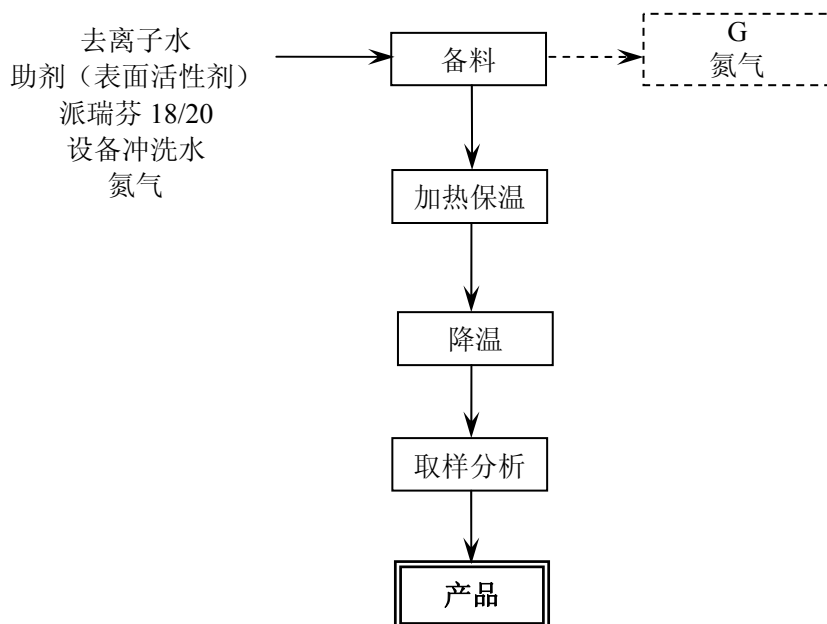 去离子水
助剂（表面活性剂）
派瑞芬 18/20
设备冲洗水
氮气
备料
G
氮气
加热保温
降温
取样分析
产品